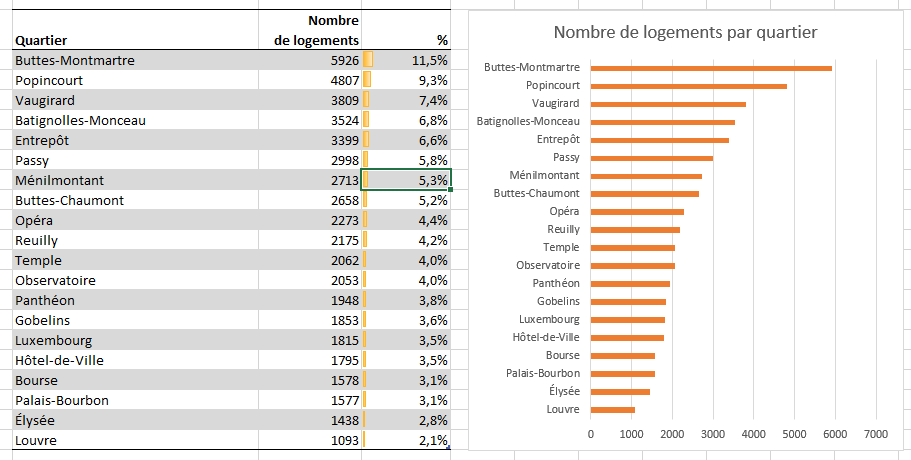 Nombre
Quartier de logements %
Buttes-Montmartre 5926 11,5%
Popincourt 4807 9,3%
Vaugirard 3809 7,4%
Batignolles-Monceau 3524 6,8%
Entrepôt 3399 6,6%
Passy 2998 5,8%
Ménilmontant 2713 5,3%
Buttes-Chaumont 2658 5,2%
Opéra 2273 4,4%
Reuilly 2175 4,2%
Temple 2062 4,0%
Observatoire 2053 4,0%
Panthéon 1948 3,8%
Gobelins 1853 3,6%
Luxembourg 1815 3,5%
Hôtel-de-Ville 1795 3,5%
Bourse 1578 3,1%
Palais-Bourbon 1577 3,1%
Élysée 1438 2,8%
Louvre 1093 2,1%
Nombre de logements par quartier
Buttes-Montmartre
Popincourt
Vaugirard
Batignolles-Monceau
Entrepôt
Passy
Ménilmontant
Buttes-Chaumont
Opéra
Reuilly
Temple
Observatoire
Panthéon
Gobelins
Luxembourg
Hôtel-de-Ville
Bourse
Palais-Bourbon
Élysée
Louvre
0 1000 2000 3000 4000 5000 6000 7000